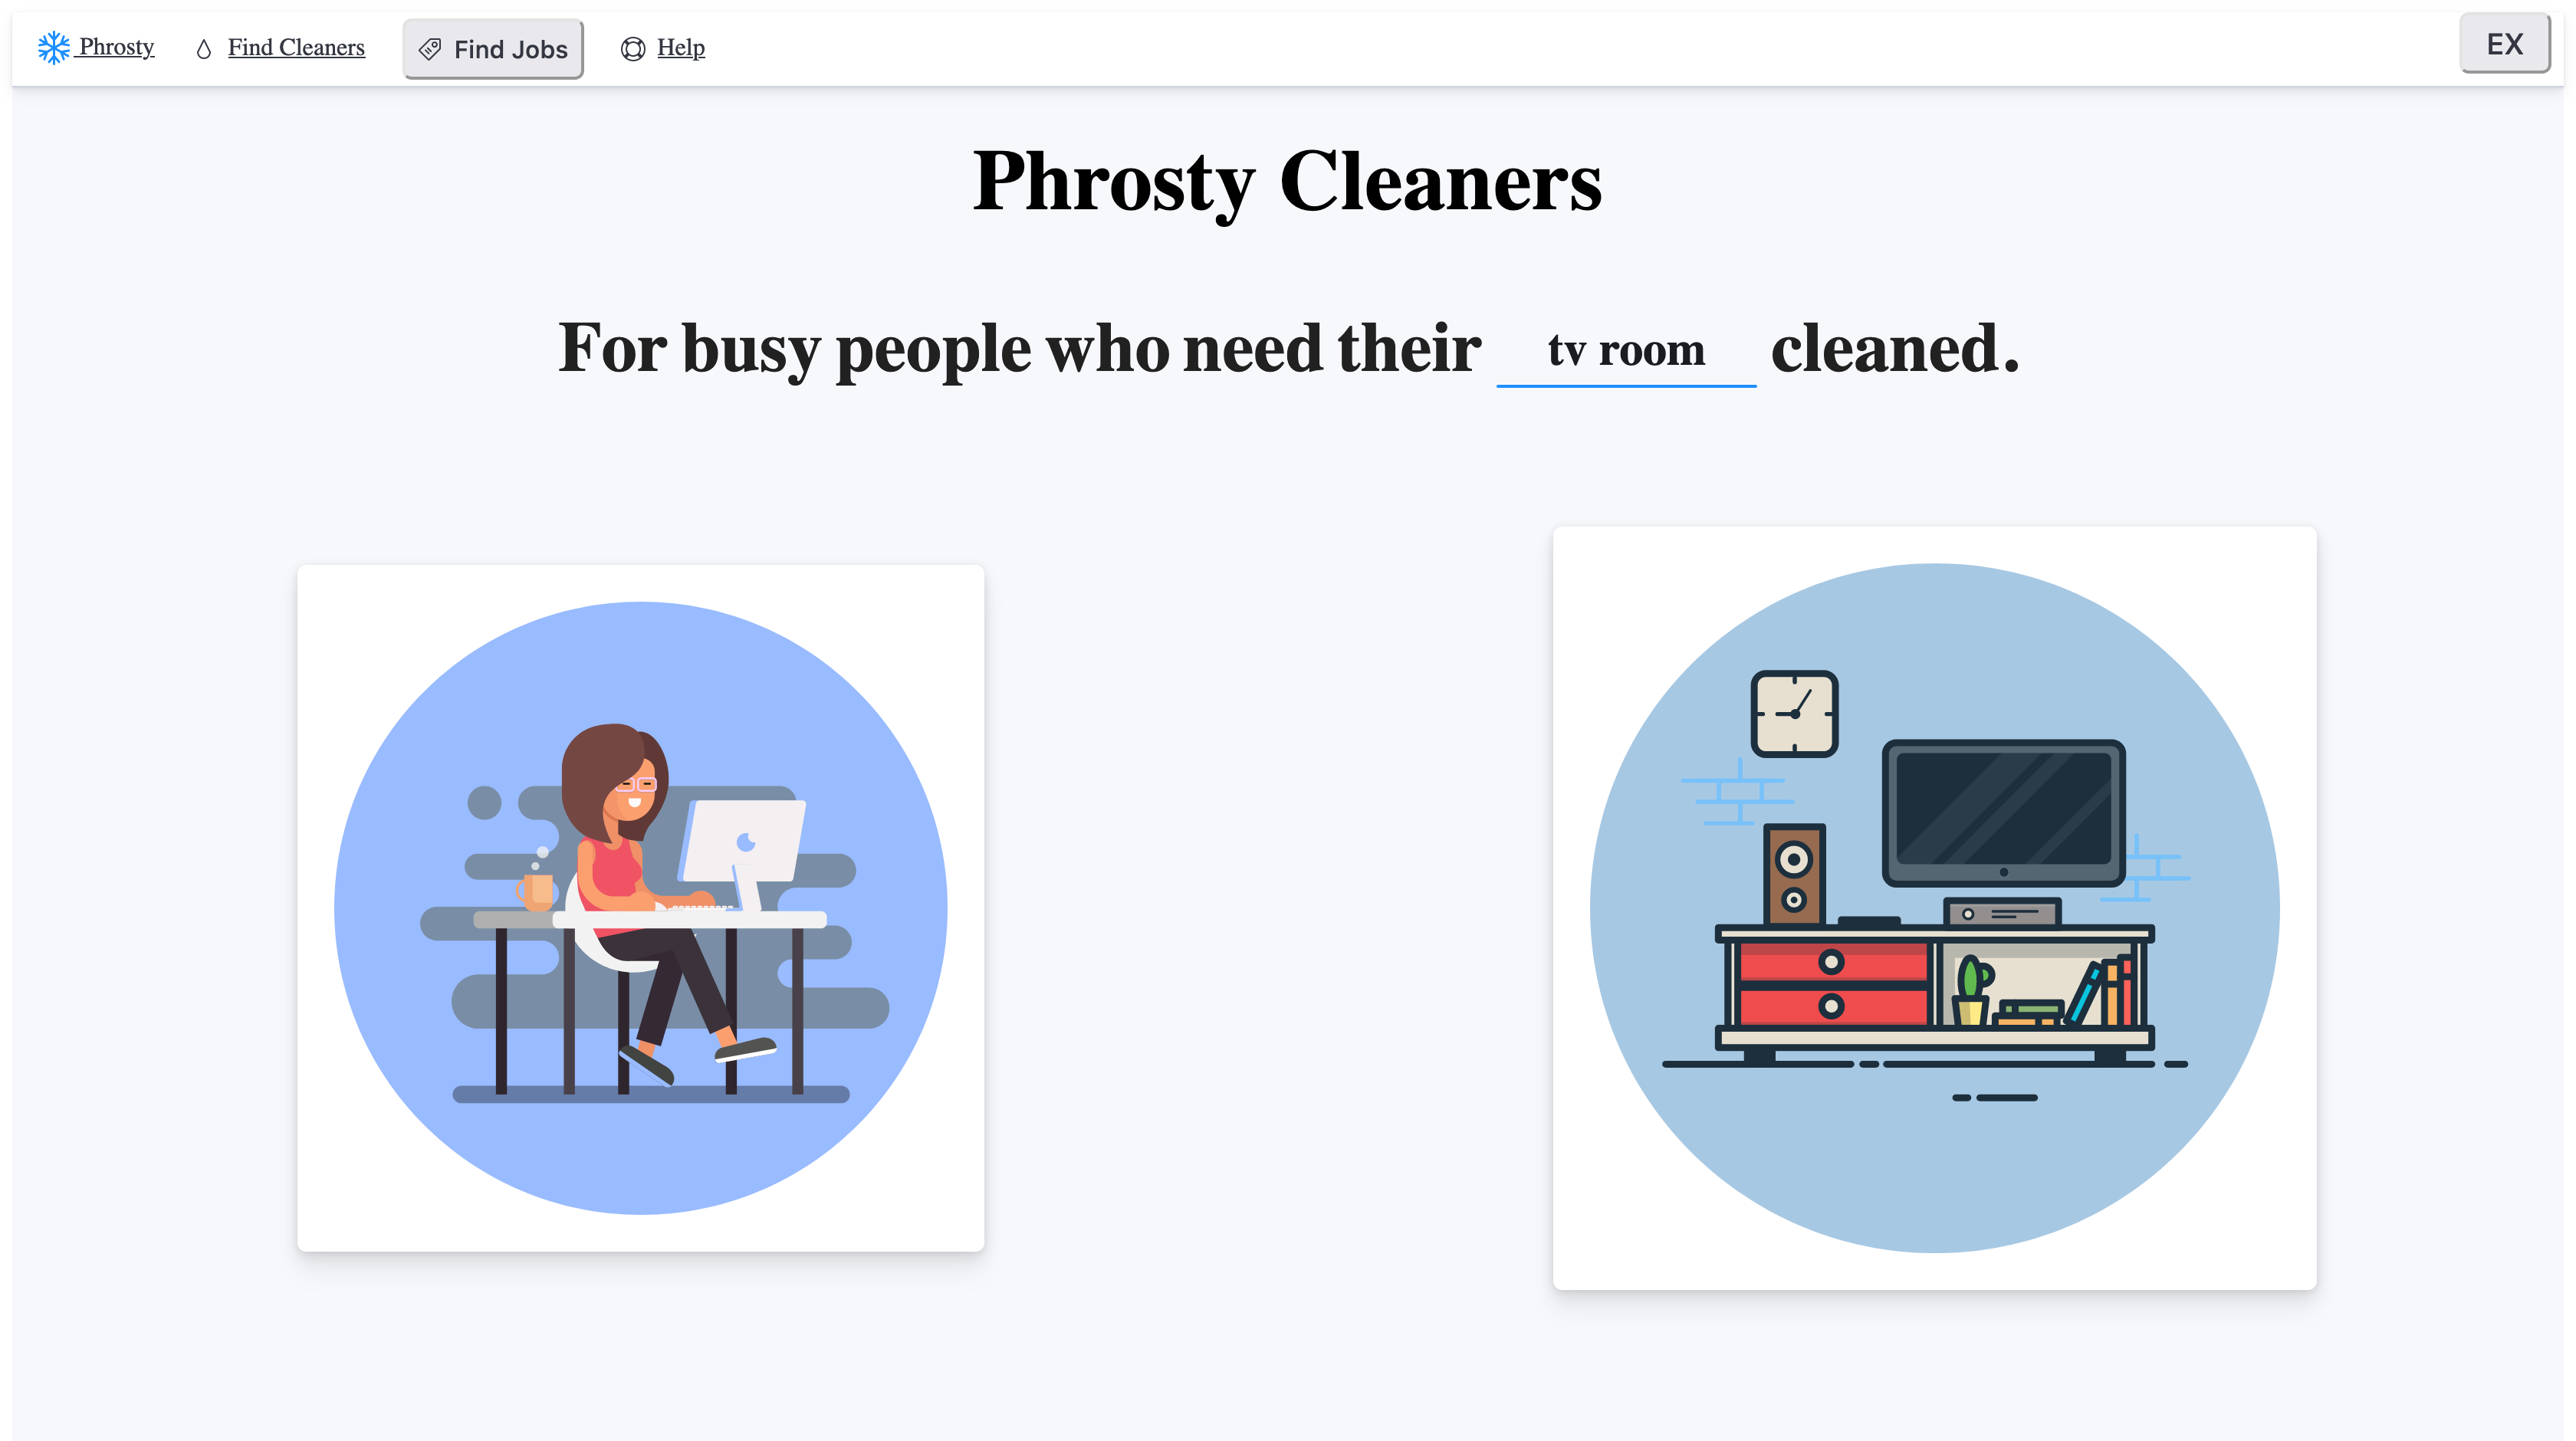 Phrosty Find Cleaners Find Jobs Help EX
Phrosty Cleaners
For busy people who need their tv room cleaned.